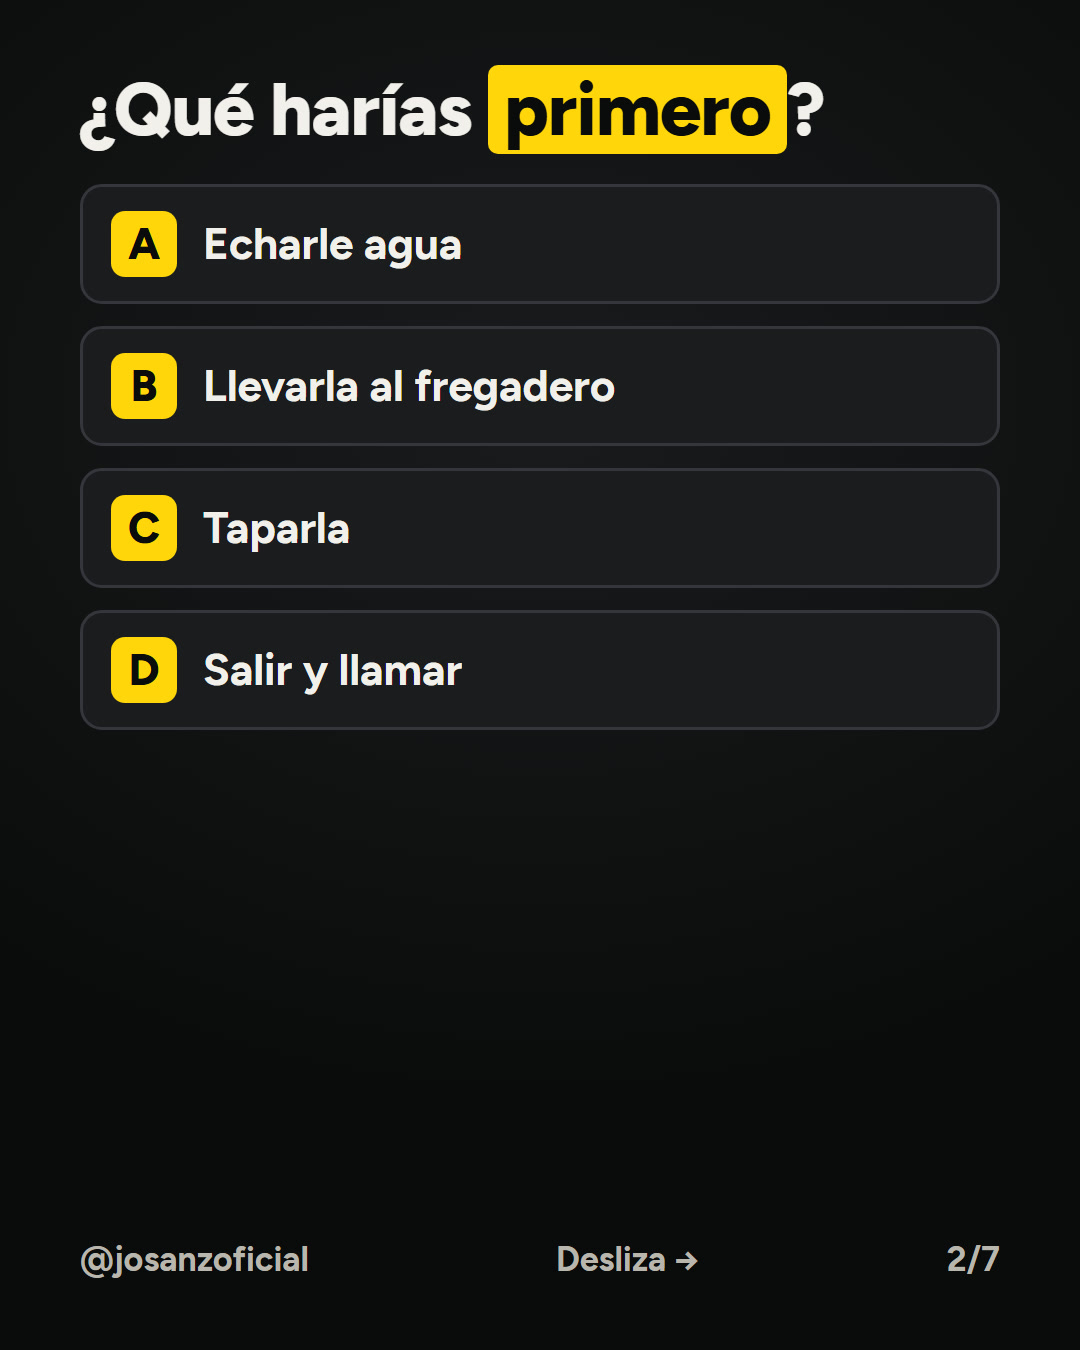 ¿Qué harías primero?
A Echarle agua
B Llevarla al fregadero
C Taparla
D Salir y llamar
@josanzoficial Desliza → 2/7